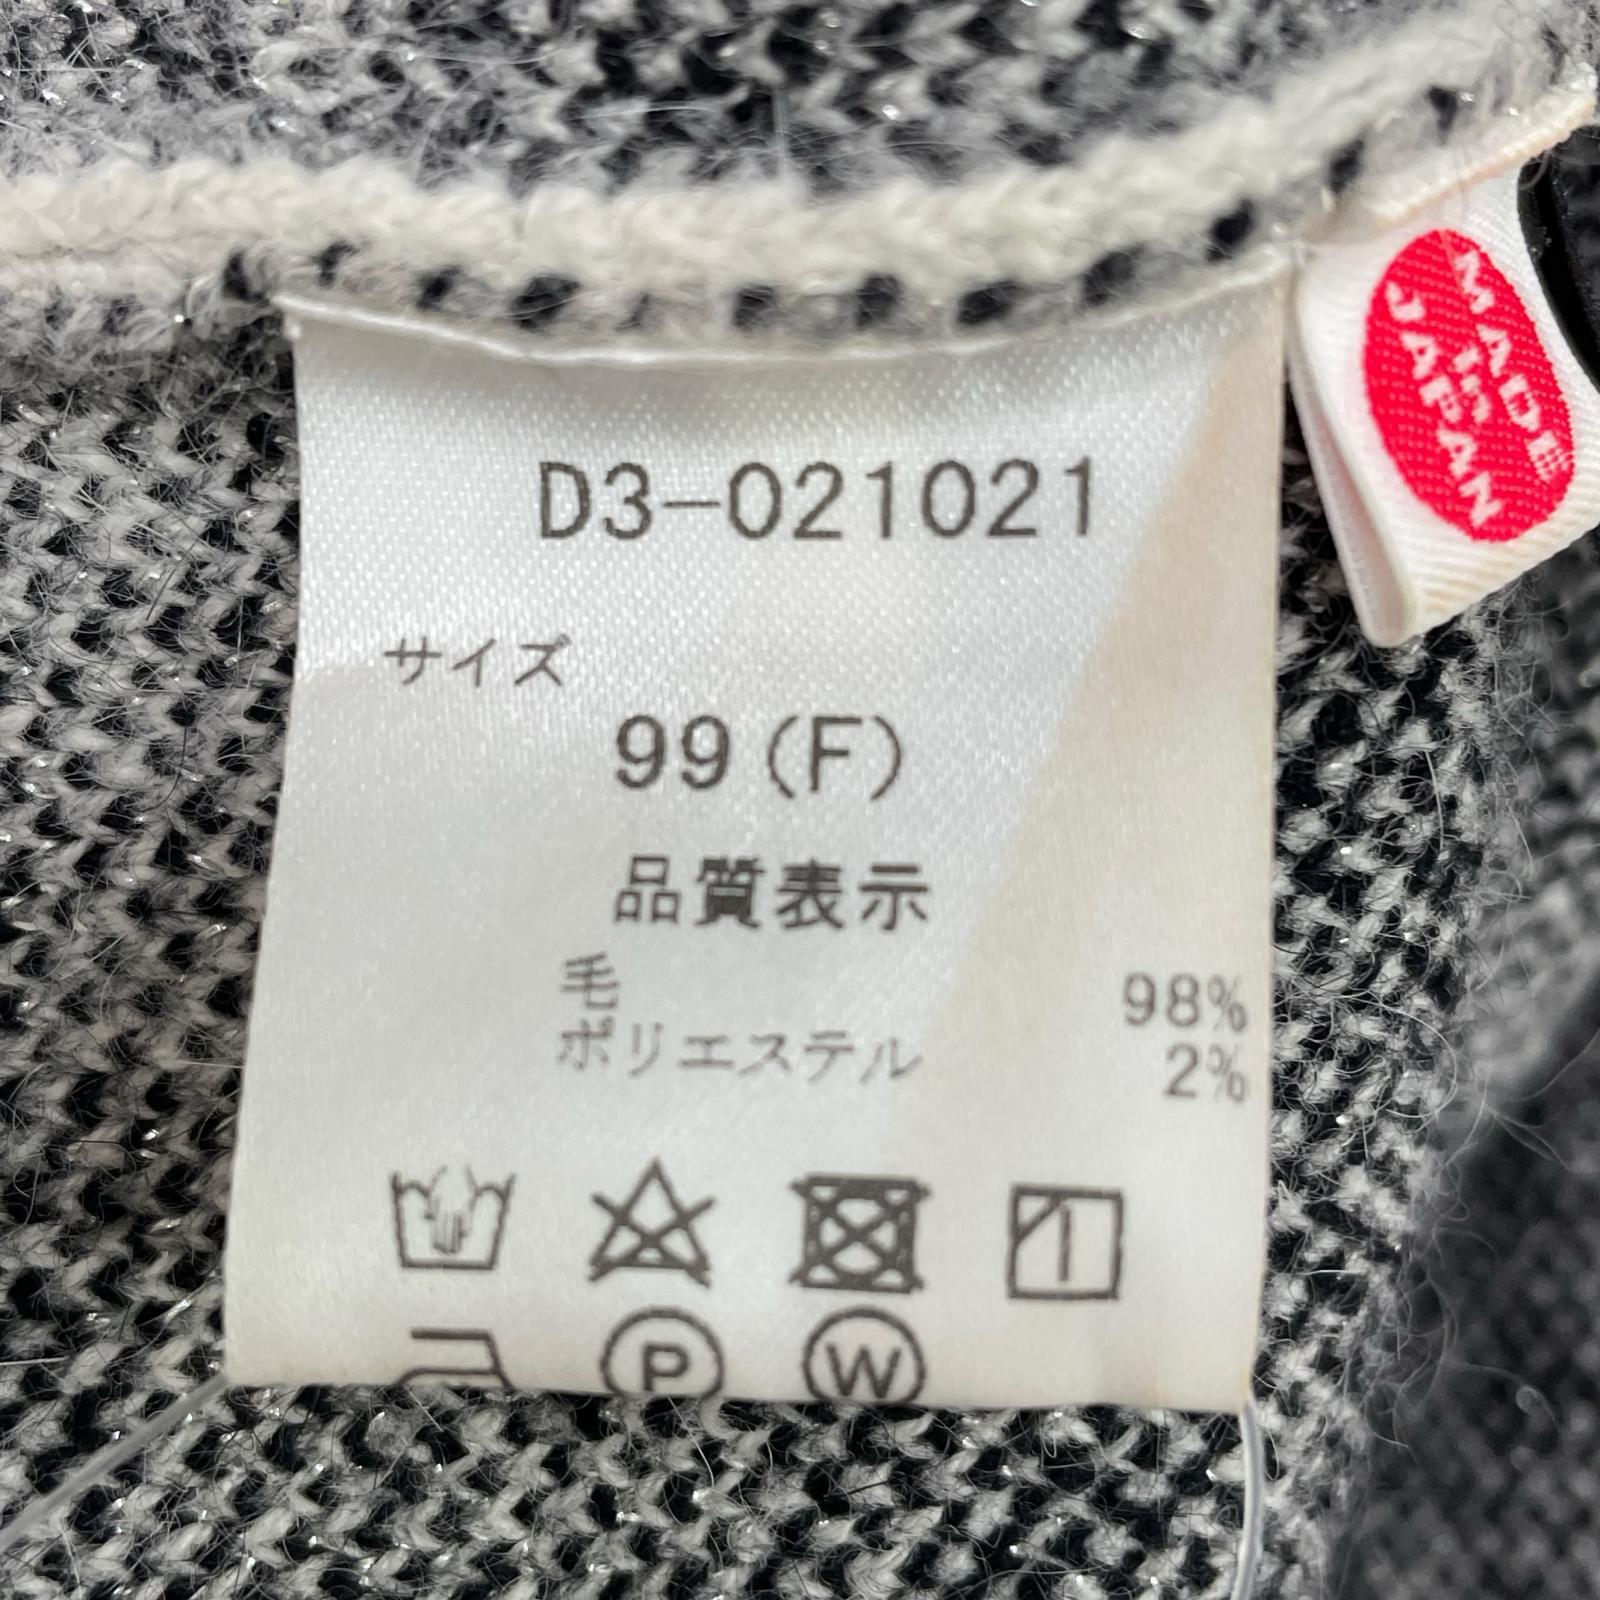 D3-021021
サイズ
99(F)
品質表示
毛 98%
ポリエステル 2%
P W
MADE
IN
JAPAN